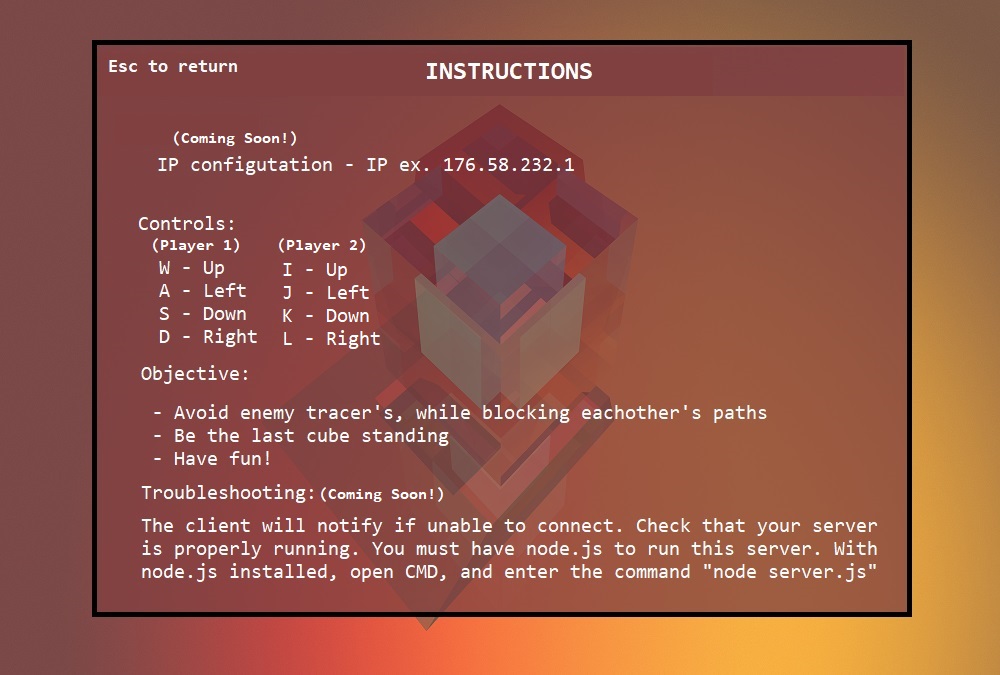 Esc to return
INSTRUCTIONS
(Coming Soon!)
IP configutation - IP ex. 176.58.232.1
Controls:
(Player 1) (Player 2)
W - Up I - Up
A - Left J - Left
S - Down K - Down
D - Right L - Right
Objective:
- Avoid enemy tracer's, while blocking eachother's paths
- Be the last cube standing
- Have fun!
Troubleshooting: (Coming Soon!)
The client will notify if unable to connect. Check that your server
is properly running. You must have node.js to run this server. With
node.js installed, open CMD, and enter the command "node server.js"